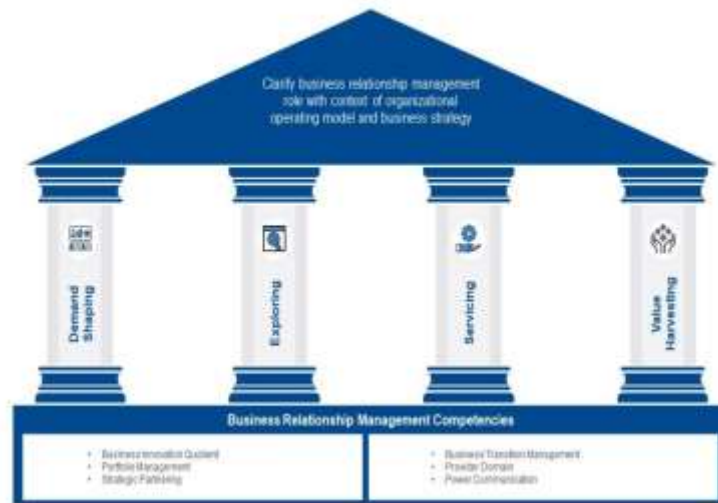 Clarify business relationship management
role with context of organizational
operating model and business strategy
Demand
Shaping
Exploring
Servicing
Value
Harvesting
Business Relationship Management Competencies
• Business Innovation Quotient
• Portfolio Management
• Strategic Partnering
• Business Transition Management
• Provider Domain
• Power Communication